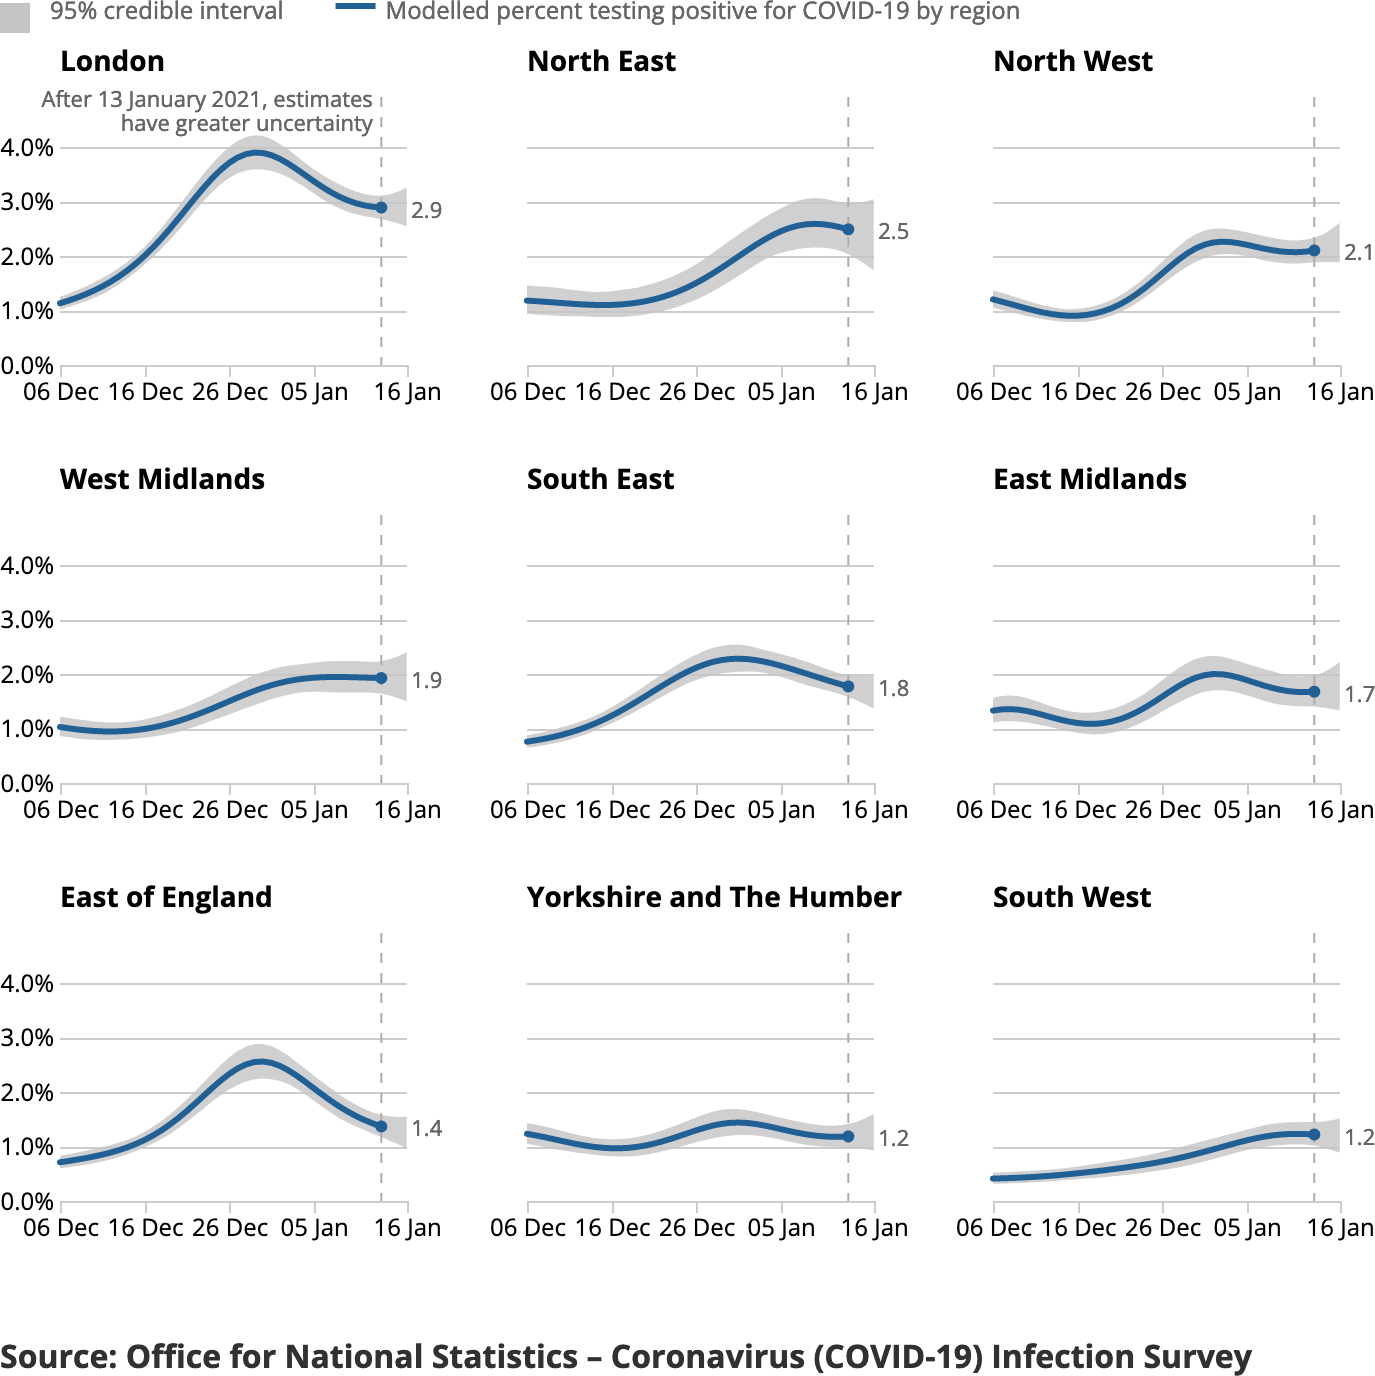 95% credible interval
Modelled percent testing positive for COVID-19 by region
London
North East
North West
After 13 January 2021, estimates
have greater uncertainty
4.0%
3.0%
2.0%
1.0%
0.0%
2.9
2.5
2.1
06 Dec 16 Dec 26 Dec 05 Jan 16 Jan
06 Dec 16 Dec 26 Dec 05 Jan 16 Jan
06 Dec 16 Dec 26 Dec 05 Jan 16 Jan
West Midlands
South East
East Midlands
4.0%
3.0%
2.0%
1.0%
0.0%
1.9
1.8
1.7
06 Dec 16 Dec 26 Dec 05 Jan 16 Jan
06 Dec 16 Dec 26 Dec 05 Jan 16 Jan
06 Dec 16 Dec 26 Dec 05 Jan 16 Jan
East of England
Yorkshire and The Humber
South West
4.0%
3.0%
2.0%
1.0%
0.0%
1.4
1.2
1.2
06 Dec 16 Dec 26 Dec 05 Jan 16 Jan
06 Dec 16 Dec 26 Dec 05 Jan 16 Jan
06 Dec 16 Dec 26 Dec 05 Jan 16 Jan
Source: Office for National Statistics – Coronavirus (COVID-19) Infection Survey